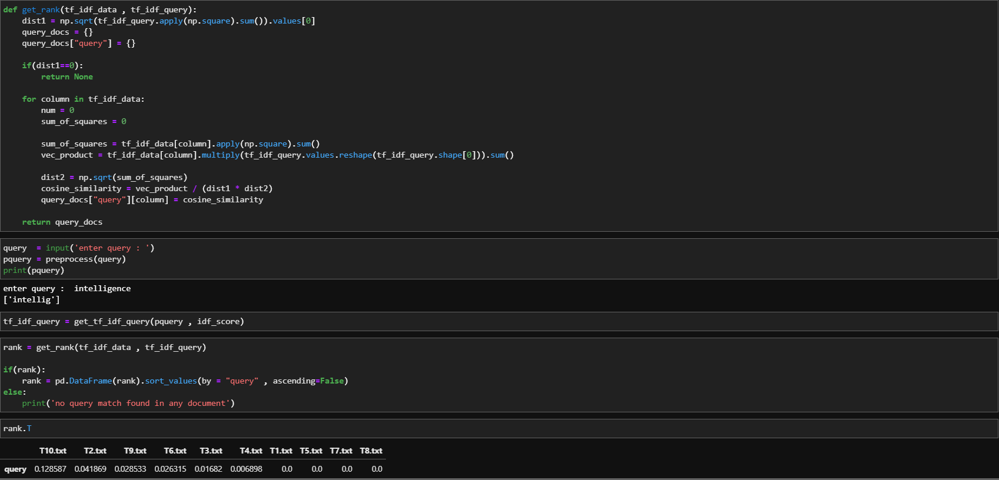 def get_rank(tf_idf_data , tf_idf_query):
    dist1 = np.sqrt(tf_idf_query.apply(np.square).sum()).values[0]
    query_docs = {}
    query_docs["query"] = {}

    if(dist1==0):
        return None

    for column in tf_idf_data:
        num = 0
        sum_of_squares = 0

        sum_of_squares = tf_idf_data[column].apply(np.square).sum()
        vec_product = tf_idf_data[column].multiply(tf_idf_query.values.reshape(tf_idf_query.shape[0])).sum()

        dist2 = np.sqrt(sum_of_squares)
        cosine_similarity = vec_product / (dist1 * dist2)
        query_docs["query"][column] = cosine_similarity

    return query_docs
query  = input('enter query : ')
pquery = preprocess(query)
print(pquery)
enter query :  intelligence
['intellig']
tf_idf_query = get_tf_idf_query(pquery , idf_score)
rank = get_rank(tf_idf_data , tf_idf_query)

if(rank):
    rank = pd.DataFrame(rank).sort_values(by = "query" , ascending=False)
else:
    print('no query match found in any document')
rank.T
T10.txt T2.txt T9.txt T6.txt T3.txt T4.txt T1.txt T5.txt T7.txt T8.txt
query 0.128587 0.041869 0.028533 0.026315 0.01682 0.006898 0.0 0.0 0.0 0.0